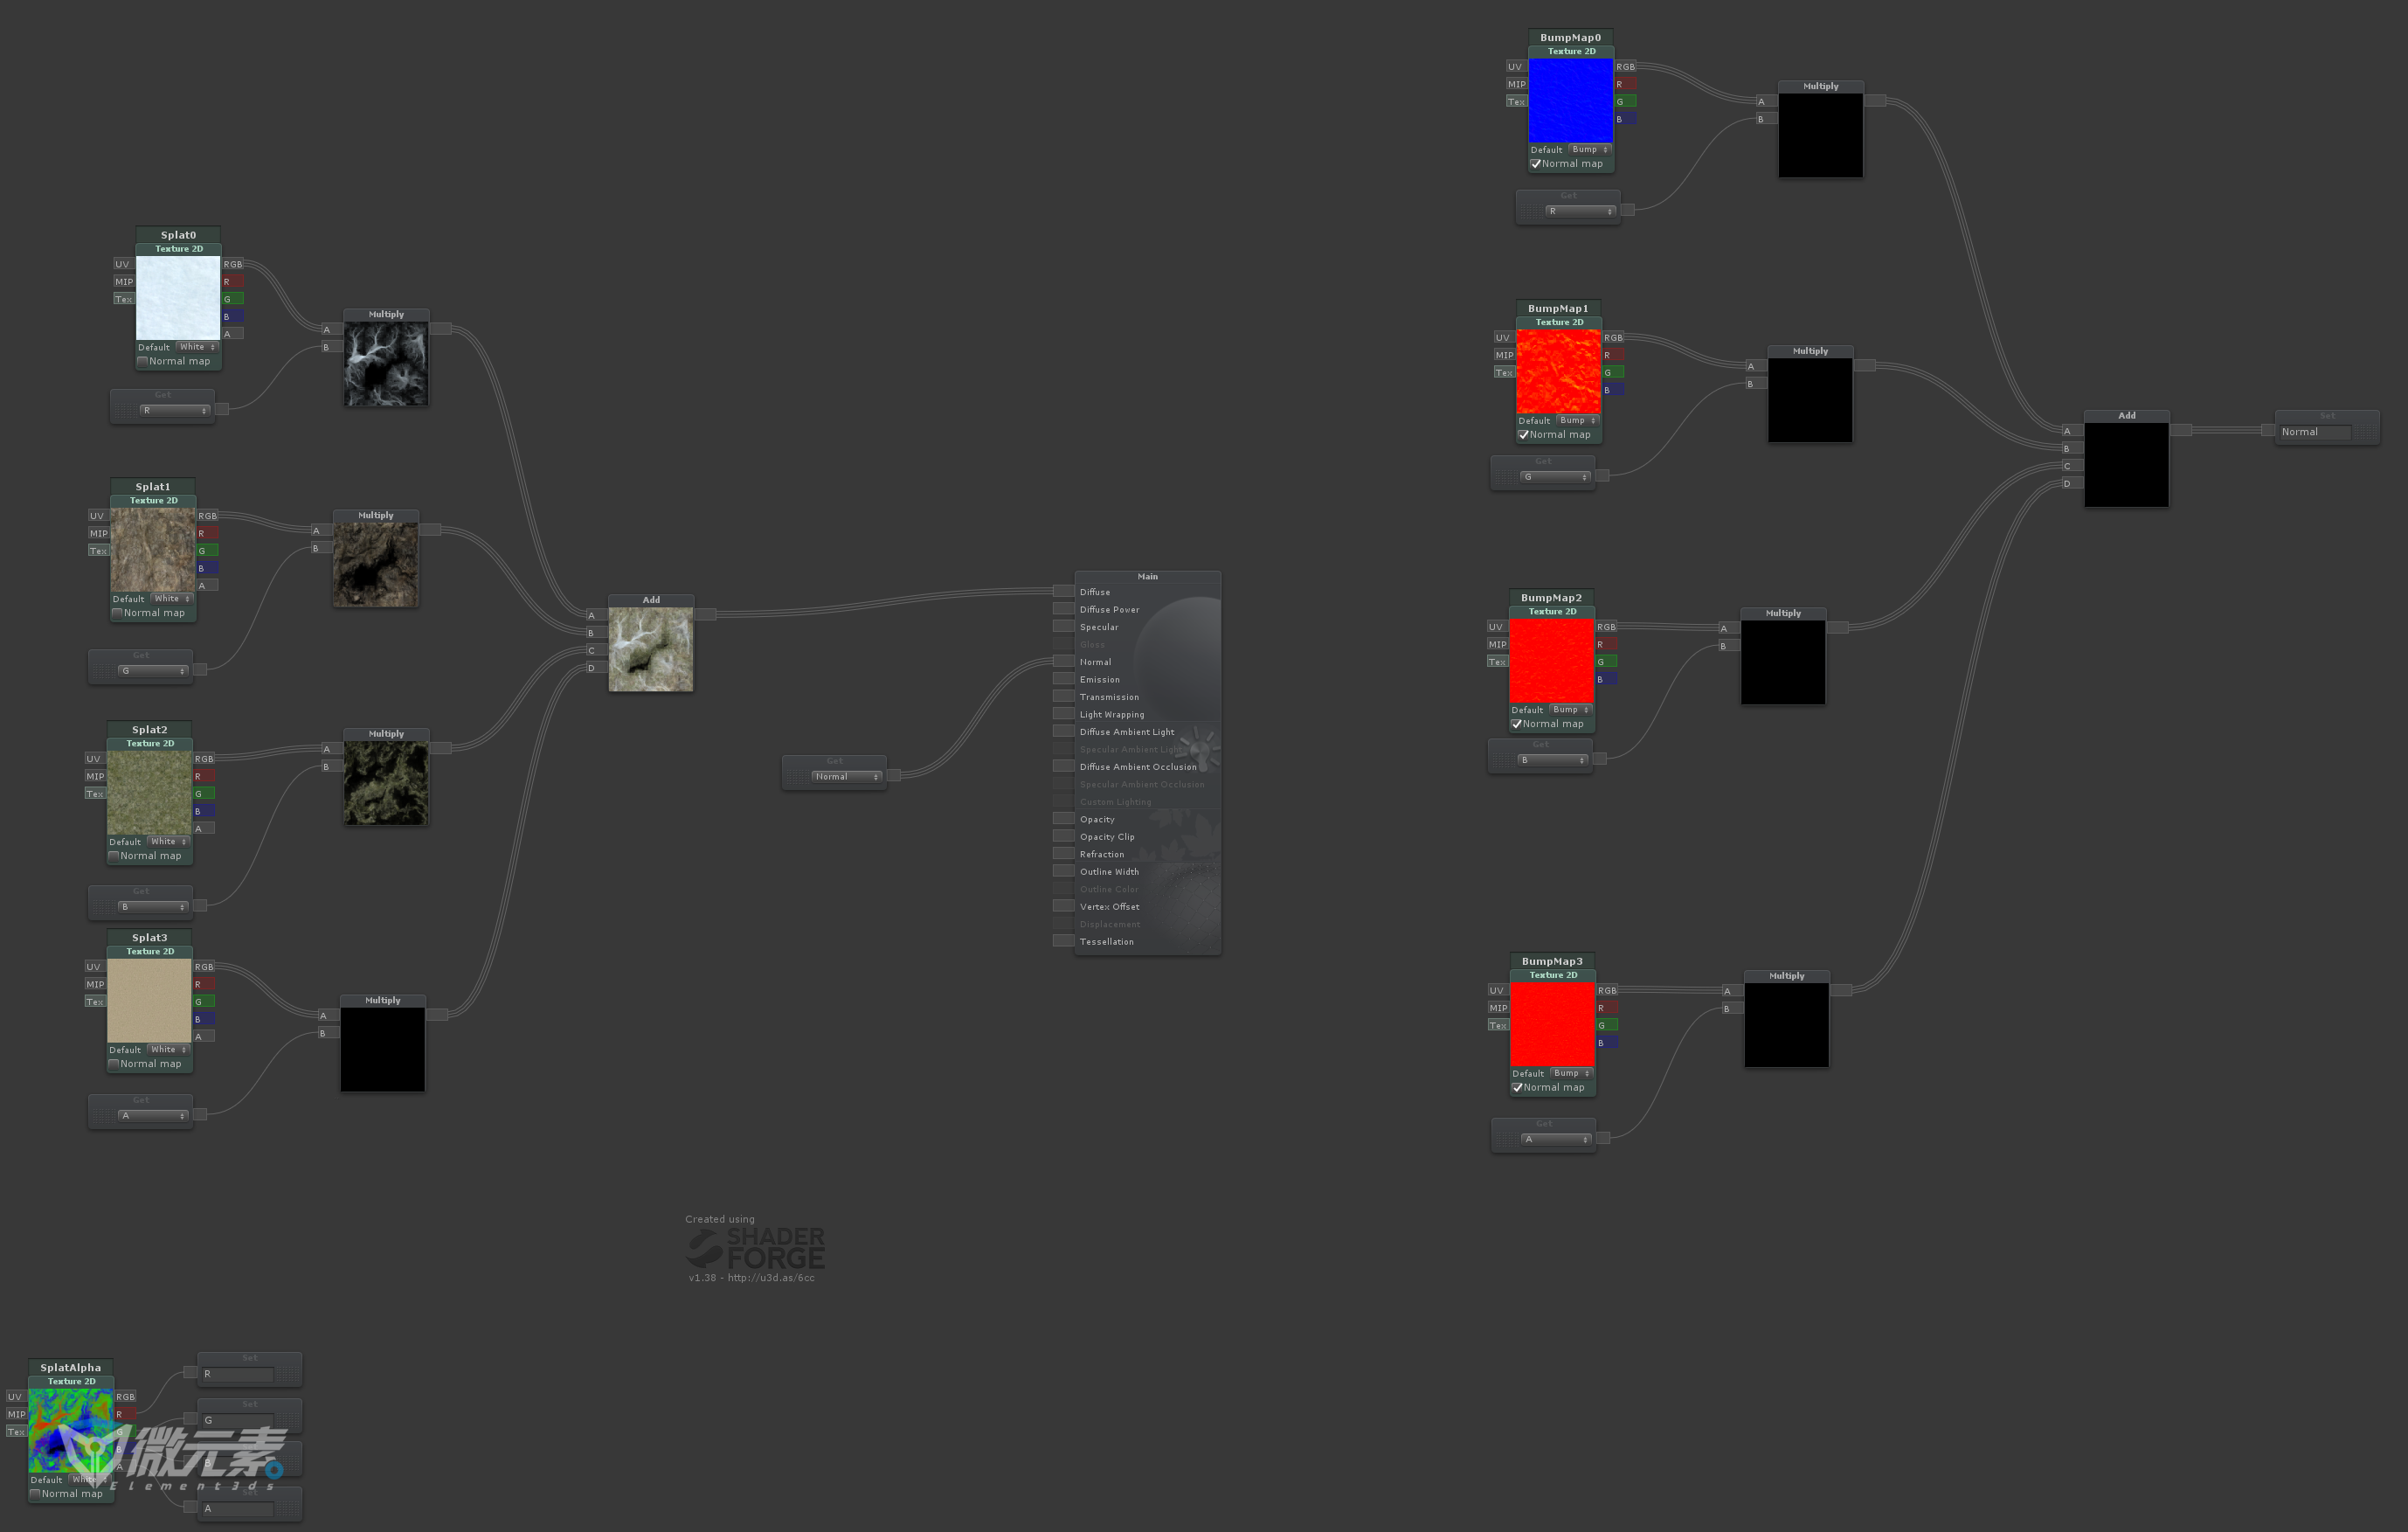 Splat0
Texture 2D
UV
MIP
Tex
RGB
R
G
B
A
Default White
Normal map
Get
R
Multiply
A
B
Splat1
Texture 2D
UV
MIP
Tex
RGB
R
G
B
A
Default White
Normal map
Get
G
Multiply
A
B
Splat2
Texture 2D
UV
MIP
Tex
RGB
R
G
B
A
Default White
Normal map
Get
B
Multiply
A
B
Splat3
Texture 2D
UV
MIP
Tex
RGB
R
G
B
A
Default White
Normal map
Get
A
Multiply
A
B
Add
A
B
C
D
Get
Normal
Main
Diffuse
Diffuse Power
Specular
Gloss
Normal
Emission
Transmission
Light Wrapping
Diffuse Ambient Light
Specular Ambient Light
Diffuse Ambient Occlusion
Specular Ambient Occlusion
Custom Lighting
Opacity
Opacity Clip
Refraction
Outline Width
Outline Color
Vertex Offset
Displacement
Tessellation
BumpMap0
Texture 2D
UV
MIP
Tex
RGB
R
G
B
Default Bump
Normal map
Get
R
Multiply
A
B
BumpMap1
Texture 2D
UV
MIP
Tex
RGB
R
G
B
Default Bump
Normal map
Get
G
Multiply
A
B
BumpMap2
Texture 2D
UV
MIP
Tex
RGB
R
G
B
Default Bump
Normal map
Get
B
Multiply
A
B
BumpMap3
Texture 2D
UV
MIP
Tex
RGB
R
G
B
Default Bump
Normal map
Get
A
Multiply
A
B
Add
A
B
C
D
Set
Normal
Created using
SHADER
FORGE
v1.38 - http://u3d.as/6cc
SplatAlpha
Texture 2D
UV
MIP
Tex
RGB
R
G
B
A
Default White
Normal map
Set
R
Set
G
B
Set
A
微元素
Element3ds